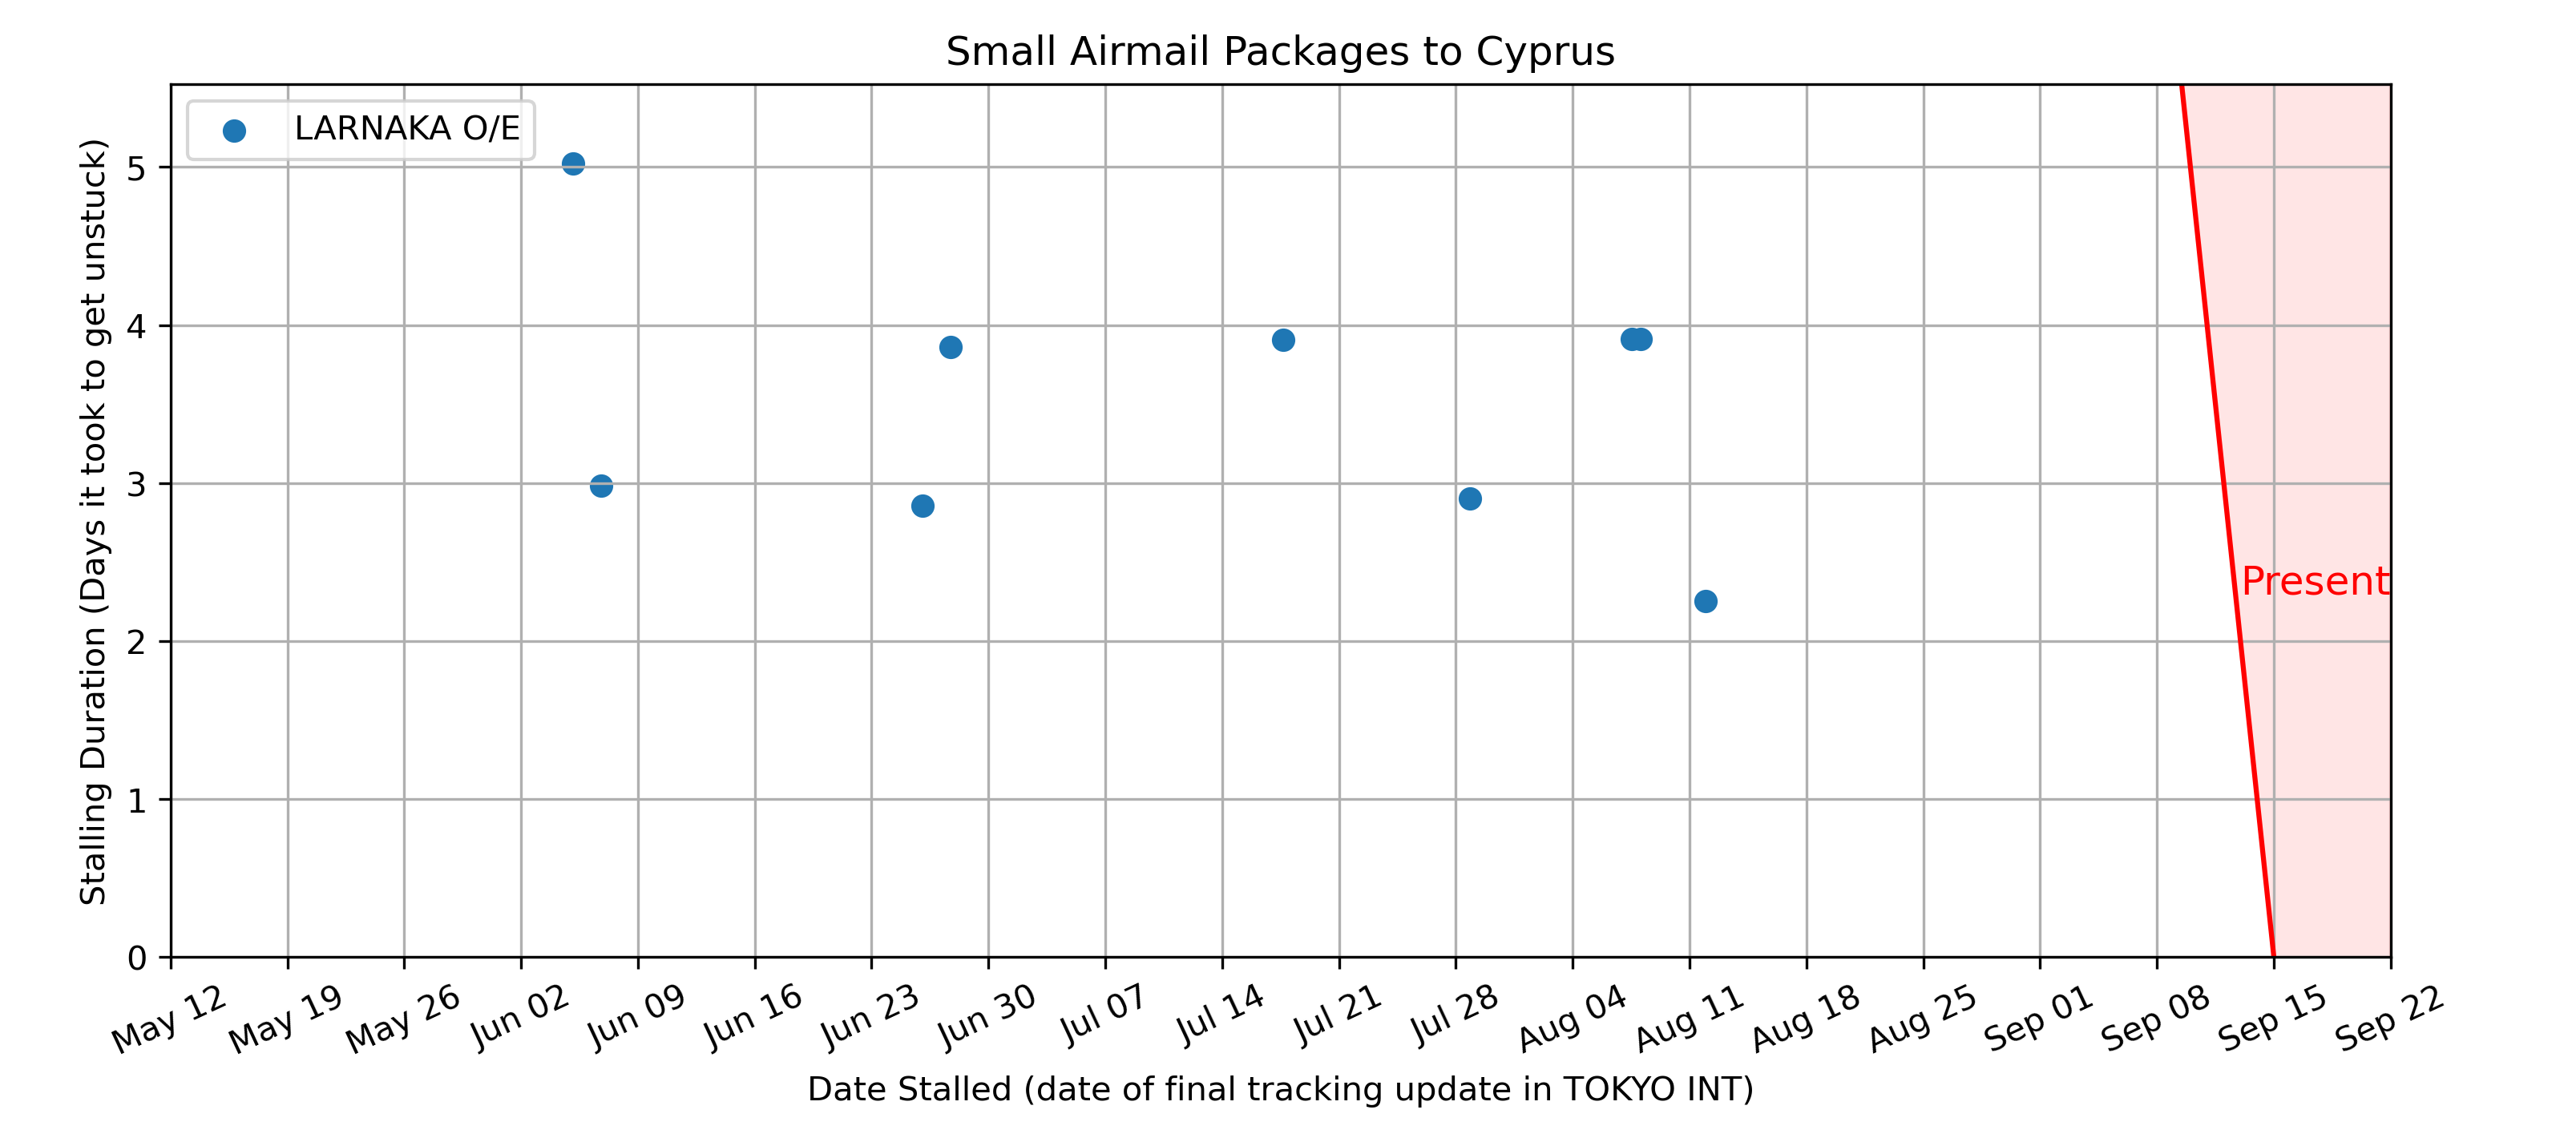 Small Airmail Packages to Cyprus
LARNAKA O/E
Stalling Duration (Days it took to get unstuck)
5
4
3
2
1
0
Present
May 12
May 19
May 26
Jun 02
Jun 09
Jun 16
Jun 23
Jun 30
Jul 07
Jul 14
Jul 21
Jul 28
Aug 04
Aug 11
Aug 18
Aug 25
Sep 01
Sep 08
Sep 15
Sep 22
Date Stalled (date of final tracking update in TOKYO INT)